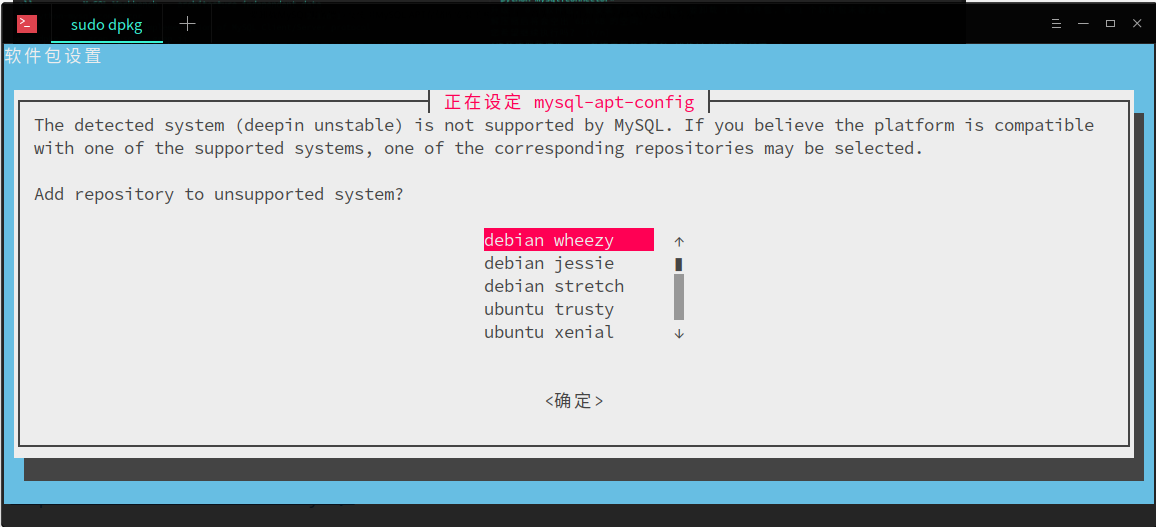 sudo dpkg
软件包设置
正在设定 mysql-apt-config
The detected system (deepin unstable) is not supported by MySQL. If you believe the platform is compatible
with one of the supported systems, one of the corresponding repositories may be selected.
Add repository to unsupported system?
debian wheezy
debian jessie
debian stretch
ubuntu trusty
ubuntu xenial
<确定>